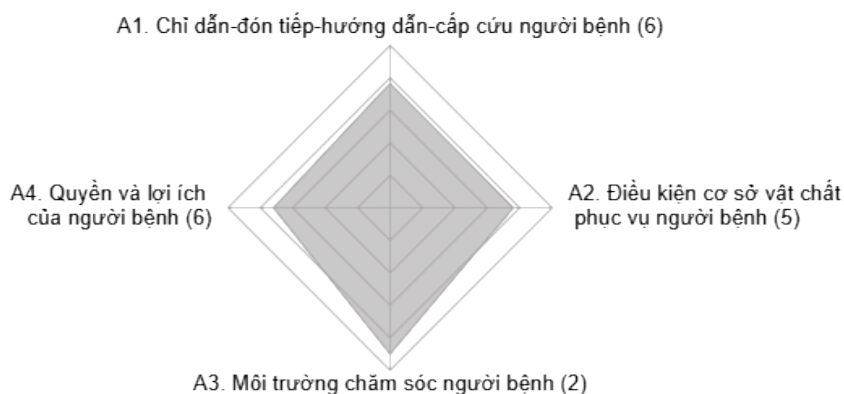 A1. Chỉ dẫn-đón tiếp-hướng dẫn-cấp cứu người bệnh (6)
A4. Quyền và lợi ích
của người bệnh (6)
A2. Điều kiện cơ sở vật chất
phục vụ người bệnh (5)
A3. Môi trường chăm sóc người bệnh (2)